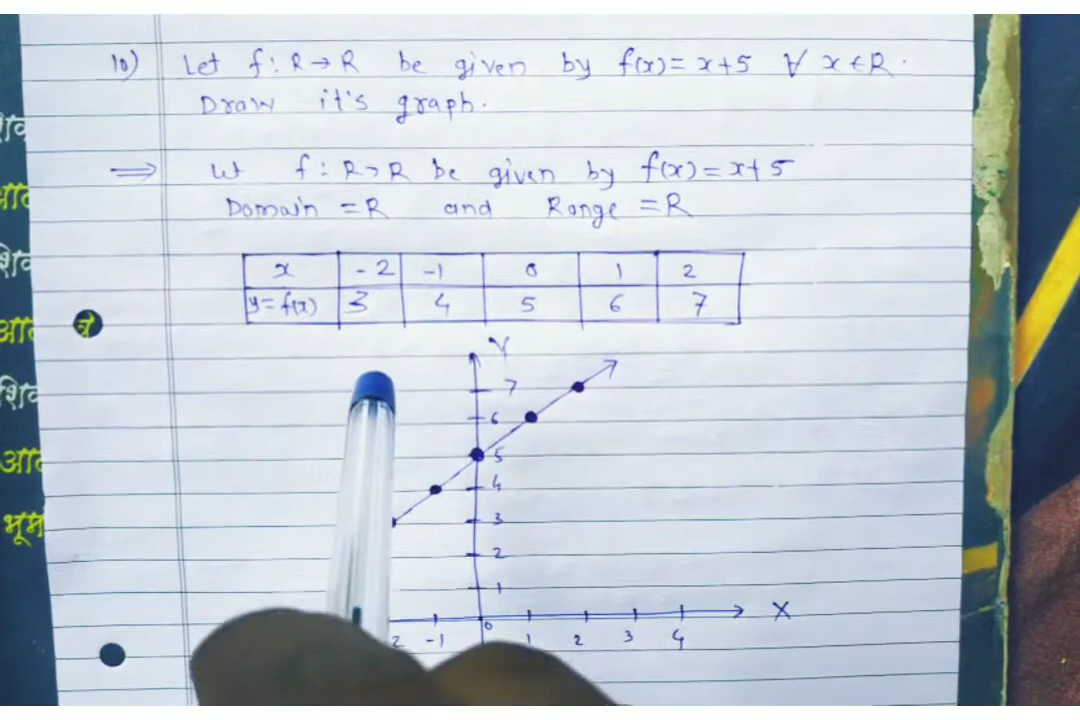 10) Let f: R→R be given by f(x) = x+5 ∀ x ∈ R.
Draw it's graph.
⇒ Let f: R→R be given by f(x) = x+5
Domain = R and Range = R
x -2 -1 0 1 2
y=f(x) 3 4 5 6 7
Y
7
6
5
4
3
2
1
X
2 -1 0 1 2 3 4